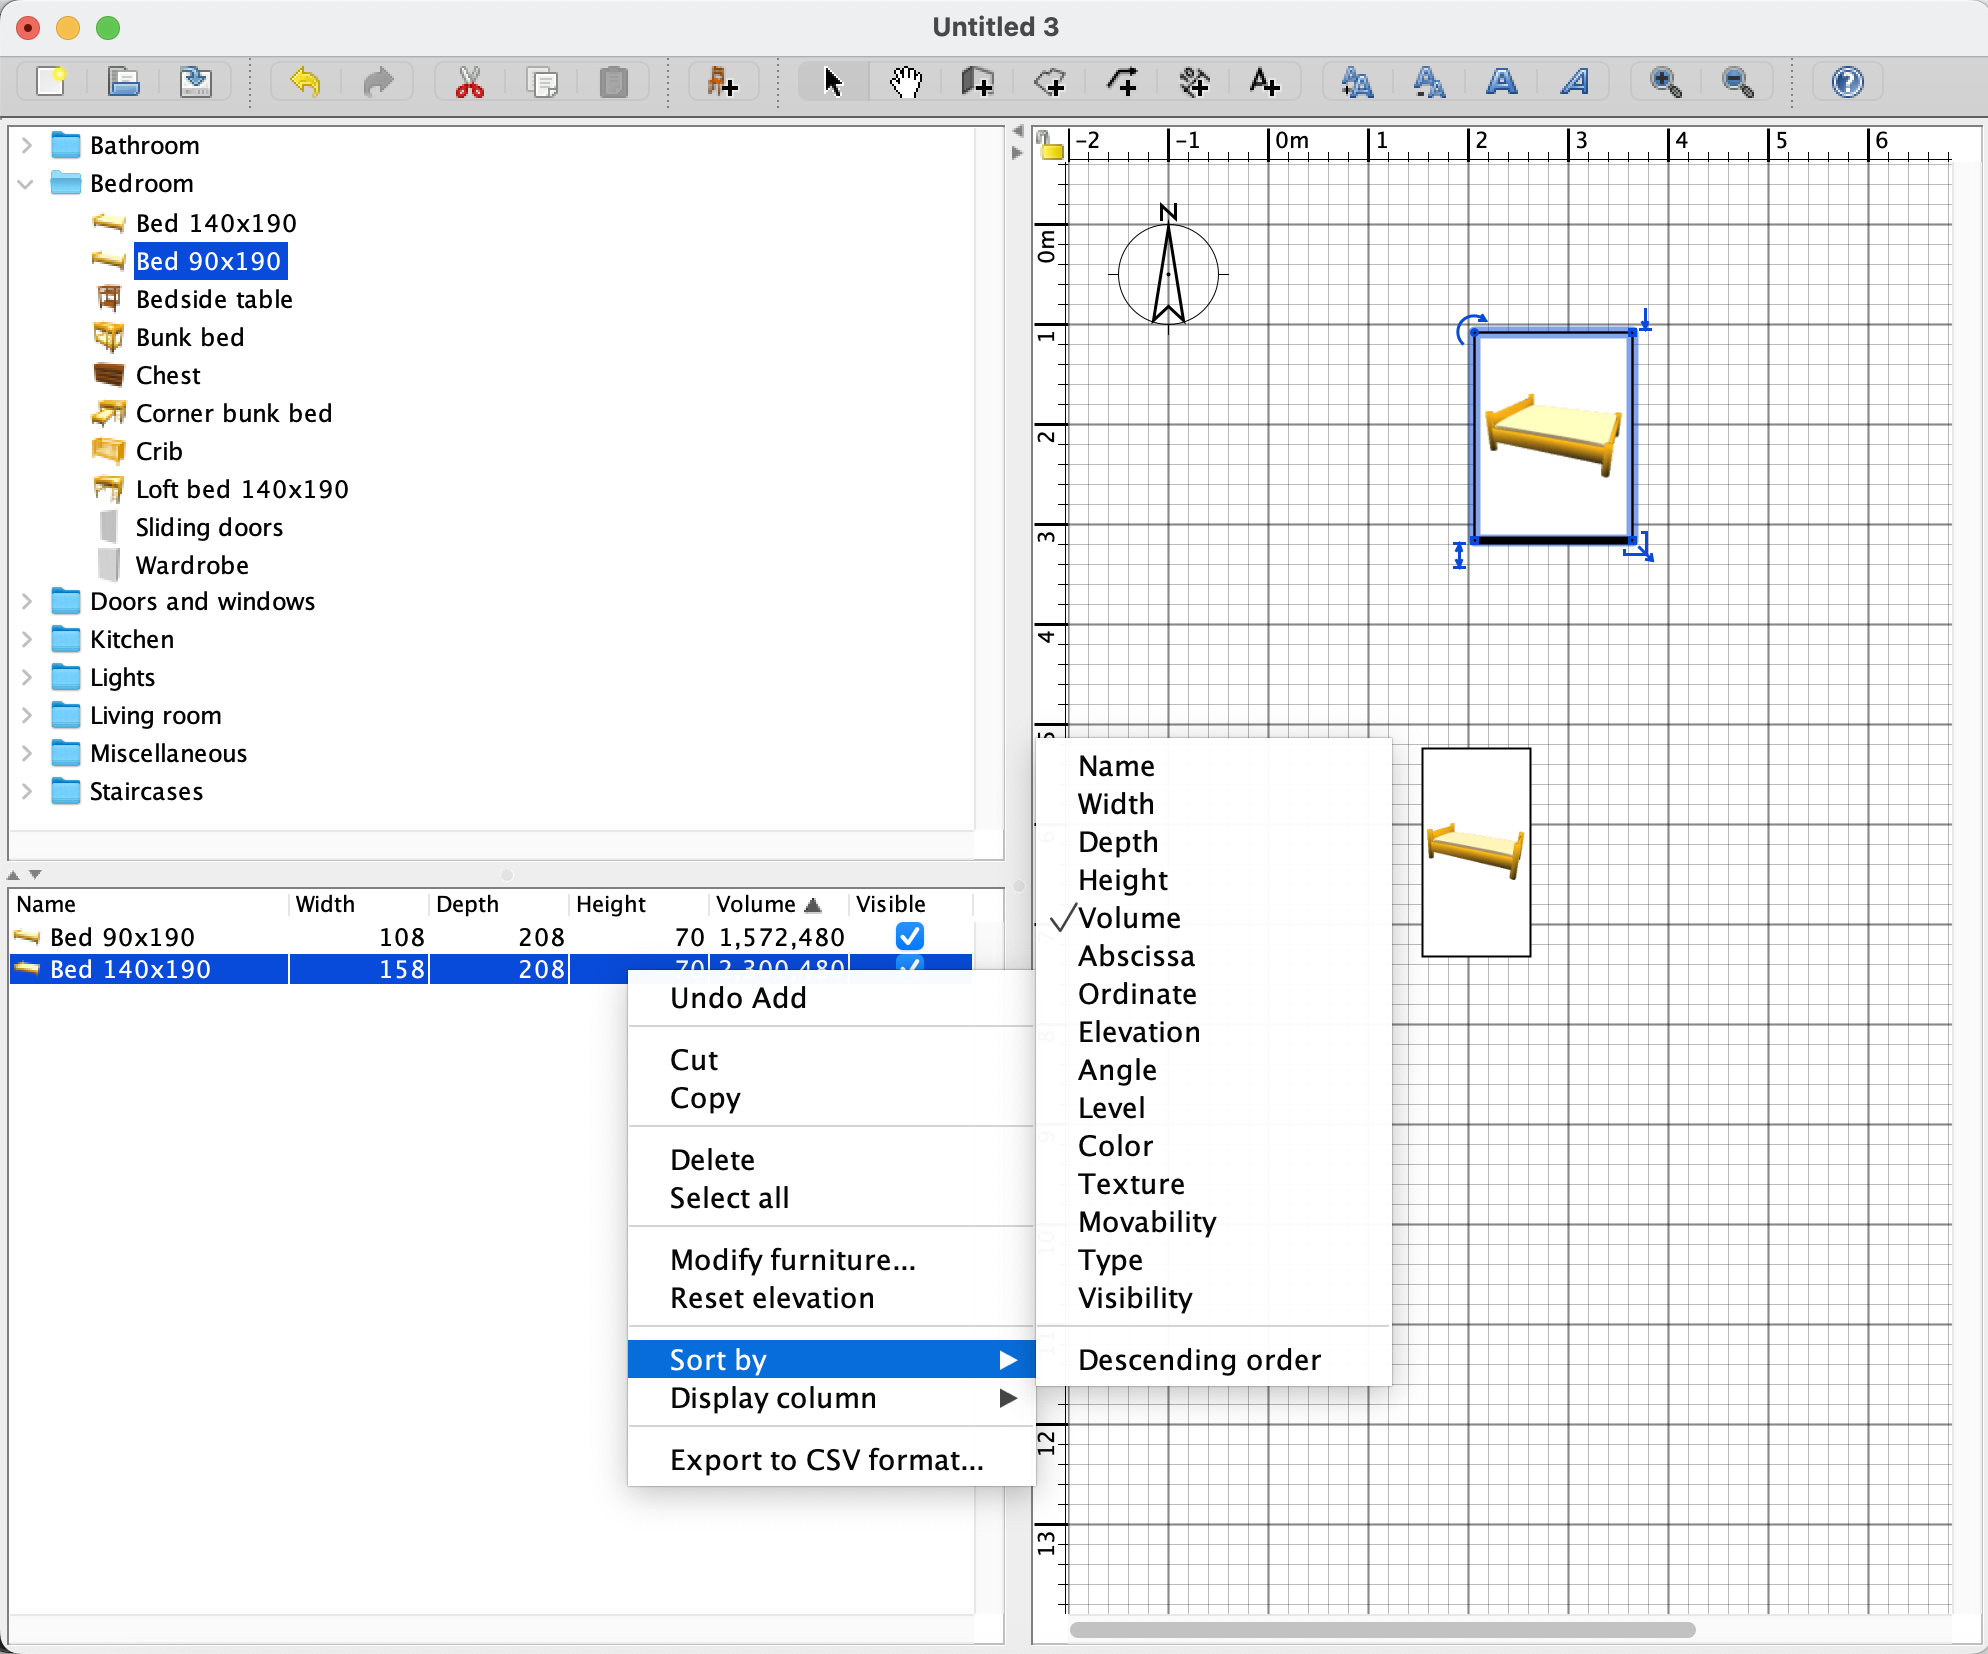 Untitled 3
Bathroom
Bedroom
Bed 140x190
Bed 90x190
Bedside table
Bunk bed
Chest
Corner bunk bed
Crib
Loft bed 140x190
Sliding doors
Wardrobe
Doors and windows
Kitchen
Lights
Living room
Miscellaneous
Staircases
Name Width Depth Height Volume Visible
Bed 90x190 108 208 70 1,572,480
Bed 140x190 158 208 70 2,300,480
Undo Add
Cut
Copy
Delete
Select all
Modify furniture...
Reset elevation
Sort by
Display column
Export to CSV format...
Name
Width
Depth
Height
Volume
Abscissa
Ordinate
Elevation
Angle
Level
Color
Texture
Movability
Type
Visibility
Descending order
-2 -1 0m 1 2 3 4 5 6
N
0m
1
2
3
4
12
13